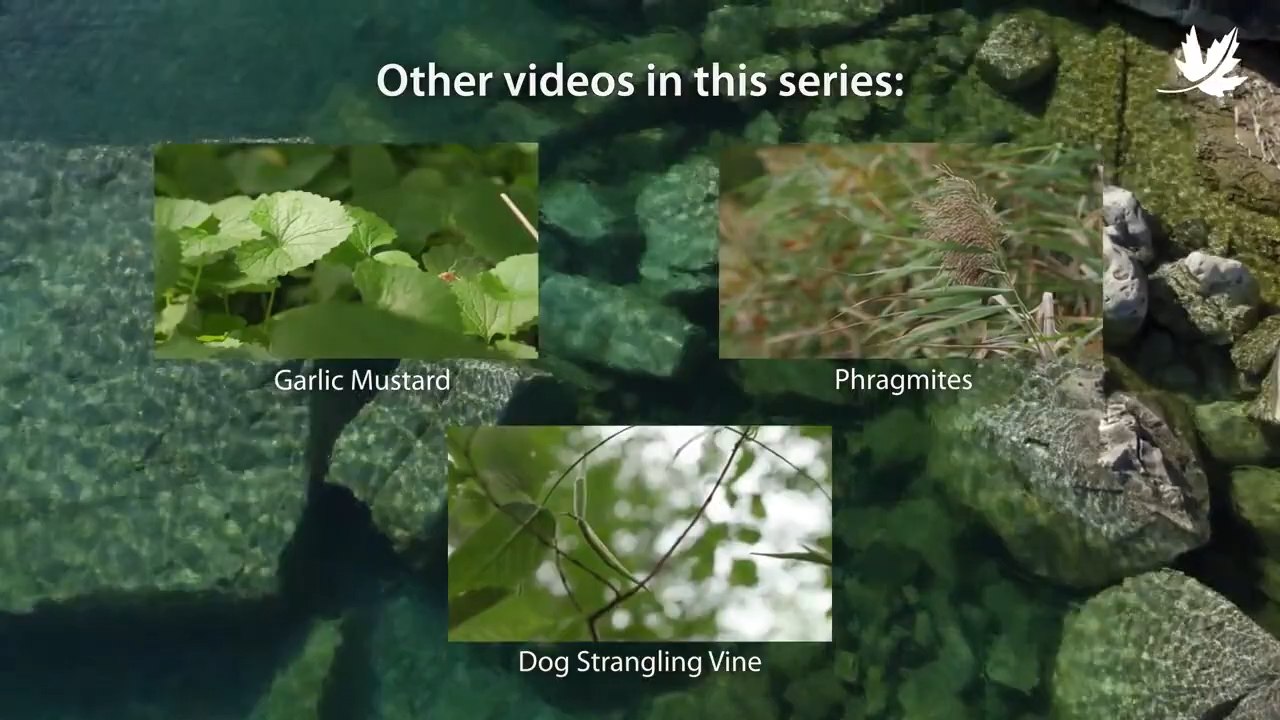 Other videos in this series:
Garlic Mustard
Phragmites
Dog Strangling Vine